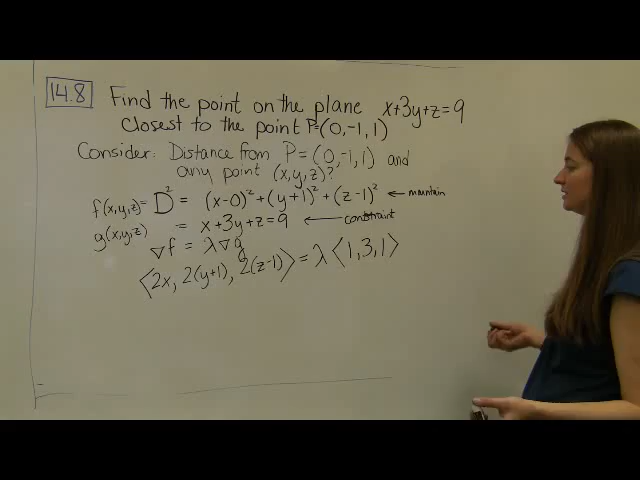 14.8 Find the point on the plane x+3y+z=9
Closest to the point P=(0,-1,1)
Consider: Distance from P=(0,-1,1) and
any point (x,y,z)?
f(x,y,z)= D² = (x-0)²+(y+1)²+(z-1)² ← mountain
g(x,y,z) = x+3y+z=9 ← constraint
∇f = λ∇g
⟨2x, 2(y+1), 2(z-1)⟩ = λ⟨1,3,1⟩